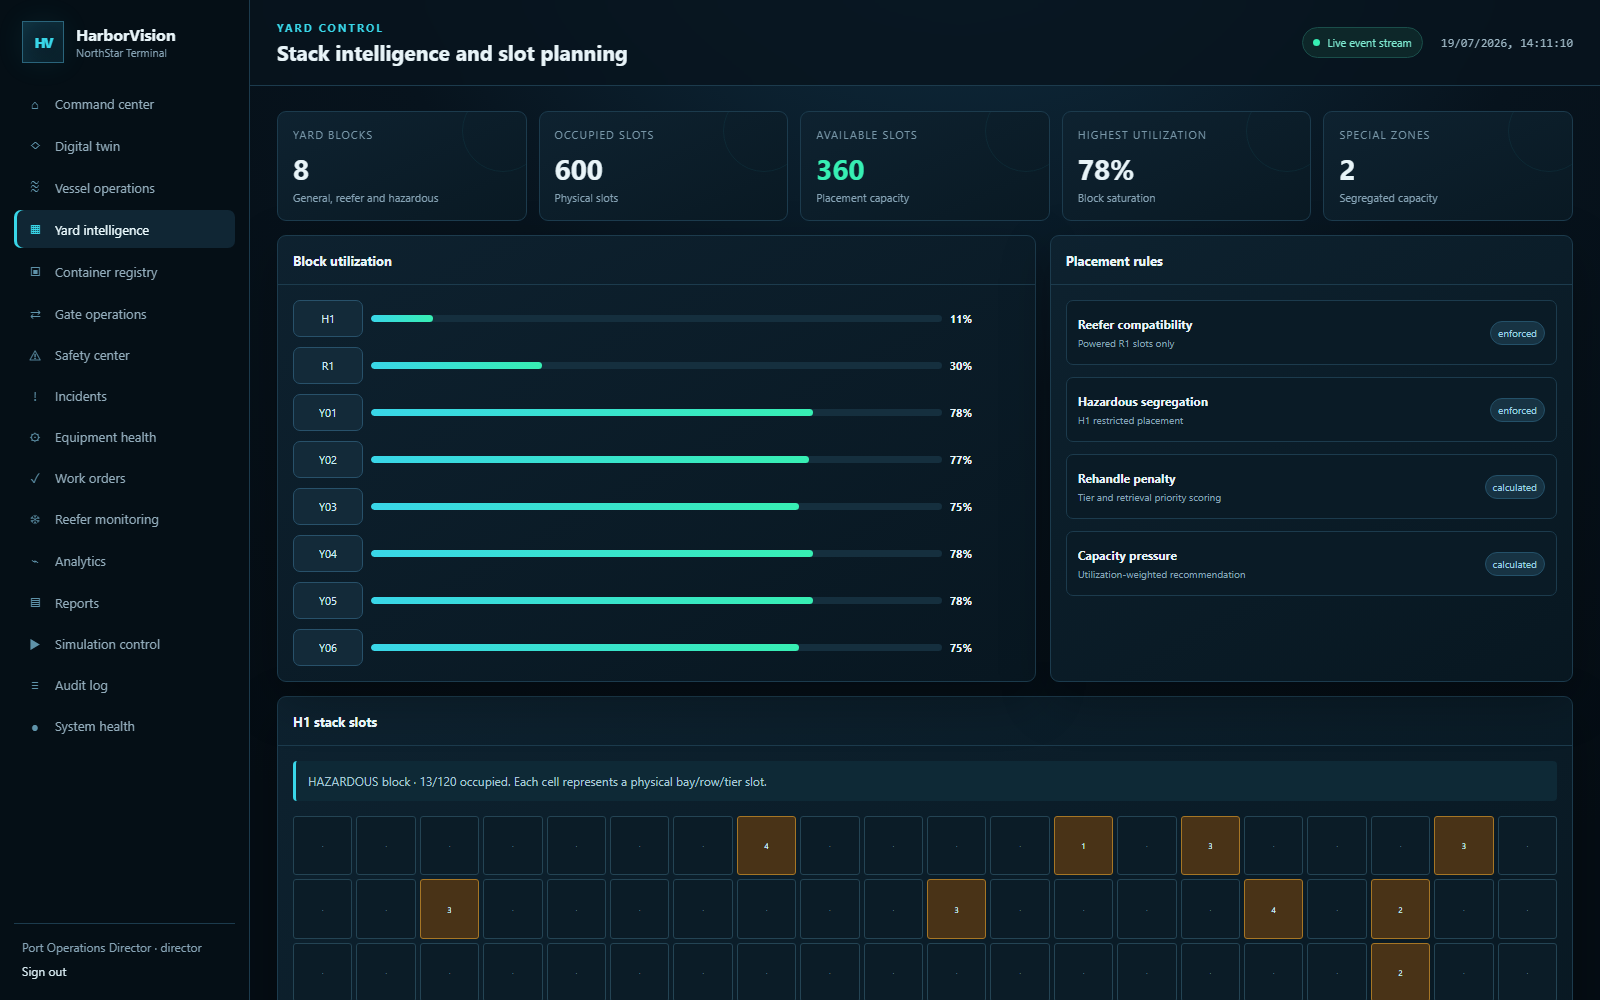 HV
HarborVision
NorthStar Terminal
Command center
Digital twin
Vessel operations
Yard intelligence
Container registry
Gate operations
Safety center
Incidents
Equipment health
Work orders
Reefer monitoring
Analytics
Reports
Simulation control
Audit log
System health
Port Operations Director · director
Sign out
YARD CONTROL
Stack intelligence and slot planning
Live event stream
19/07/2026, 14:11:10
YARD BLOCKS
8
General, reefer and hazardous
OCCUPIED SLOTS
600
Physical slots
AVAILABLE SLOTS
360
Placement capacity
HIGHEST UTILIZATION
78%
Block saturation
SPECIAL ZONES
2
Segregated capacity
Block utilization
H1 11%
R1 30%
Y01 78%
Y02 77%
Y03 75%
Y04 78%
Y05 78%
Y06 75%
Placement rules
Reefer compatibility
Powered R1 slots only
enforced
Hazardous segregation
H1 restricted placement
enforced
Rehandle penalty
Tier and retrieval priority scoring
calculated
Capacity pressure
Utilization-weighted recommendation
calculated
H1 stack slots
HAZARDOUS block · 13/120 occupied. Each cell represents a physical bay/row/tier slot.
· · · · · · · 4 · · · · 1 · 3 · · · 3 ·
· · 3 · · · · · · · 3 · · · · 4 · 2 · ·
· · · · · · · · · · · · · · · · · 2 · ·